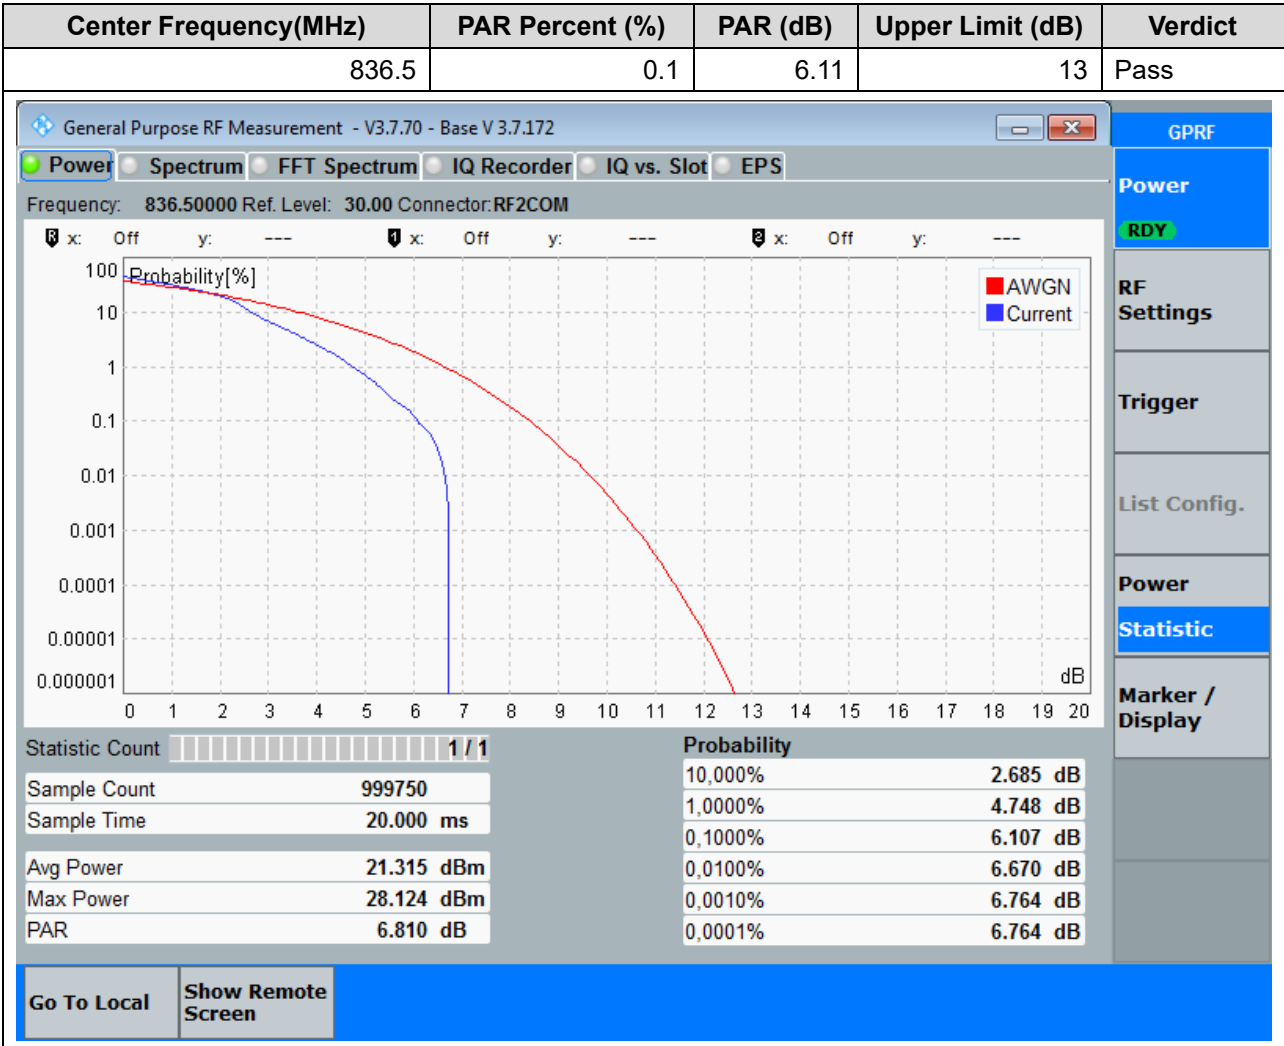 Center Frequency(MHz) PAR Percent (%) PAR (dB) Upper Limit (dB) Verdict
836.5 0.1 6.11 13 Pass
General Purpose RF Measurement - V3.7.70 - Base V 3.7.172
GPRF
Power Spectrum FFT Spectrum IQ Recorder IQ vs. Slot EPS
Frequency: 836.50000 Ref. Level: 30.00 Connector: RF2COM
R x: Off y: --- 1 x: Off y: --- 2 x: Off y: ---
Probability[%]
AWGN
Current
100
10
1
0.1
0.01
0.001
0.0001
0.00001
0.000001
dB
0 1 2 3 4 5 6 7 8 9 10 11 12 13 14 15 16 17 18 19 20
Statistic Count 1 / 1
Sample Count 999750
Sample Time 20.000 ms
Avg Power 21.315 dBm
Max Power 28.124 dBm
PAR 6.810 dB
Probability
10,000% 2.685 dB
1,0000% 4.748 dB
0,1000% 6.107 dB
0,0100% 6.670 dB
0,0010% 6.764 dB
0,0001% 6.764 dB
Power
RDY
RF
Settings
Trigger
List Config.
Power
Statistic
Marker /
Display
Go To Local
Show Remote
Screen